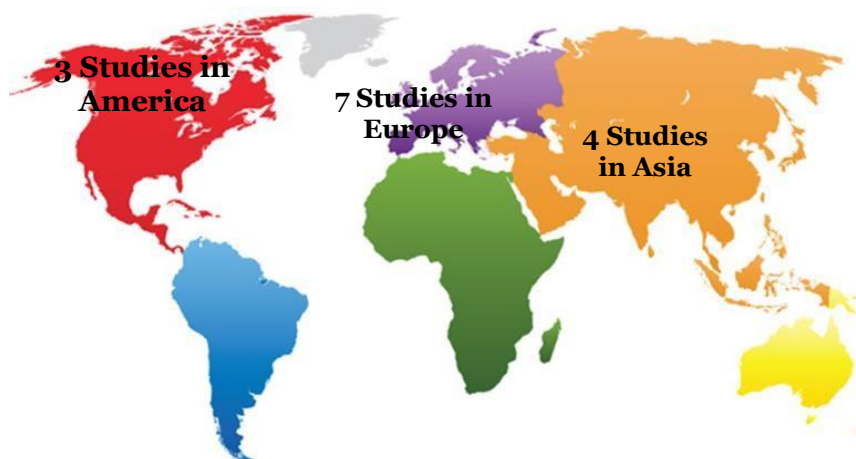 3 Studies in
America
7 Studies in
Europe
4 Studies
in Asia